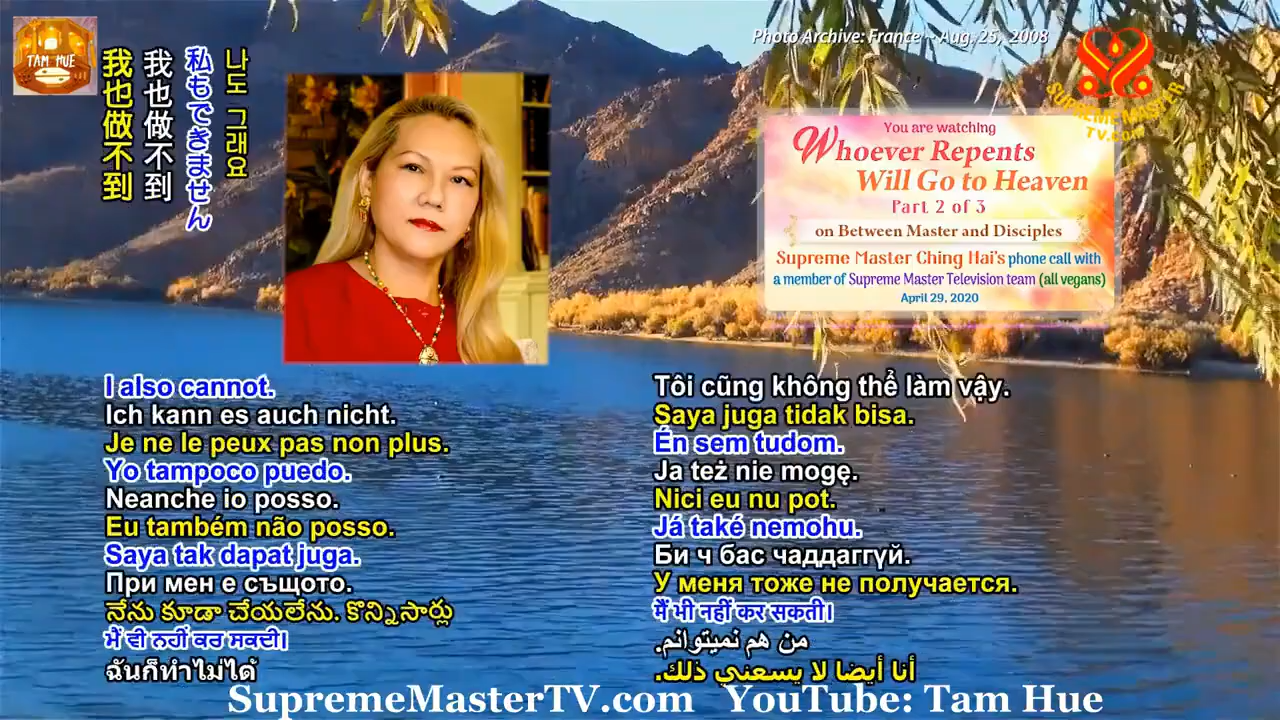 Photo Archive: France ~ Aug. 25, 2008
TAM HUE
SUPREME MASTER
TV.COM
나도 그래요
私もできません
我也做不到
我也做不到
You are watching
Whoever Repents
Will Go to Heaven
Part 2 of 3
on Between Master and Disciples
Supreme Master Ching Hai's phone call with
a member of Supreme Master Television team (all vegans)
April 29, 2020
I also cannot.
Ich kann es auch nicht.
Je ne le peux pas non plus.
Yo tampoco puedo.
Neanche io posso.
Eu também não posso.
Saya tak dapat juga.
При мен е същото.
నేను కూడా చేయలేను. కొన్నిసార్లు
ਮੈਂ ਵੀ ਨਹੀਂ ਕਰ ਸਕਦੀ।
ฉันก็ทำไม่ได้
Tôi cũng không thể làm vậy.
Saya juga tidak bisa.
Én sem tudom.
Ja też nie mogę.
Nici eu nu pot.
Já také nemohu.
Би ч бас чаддаггүй.
У меня тоже не получается.
मैं भी नहीं कर सकती।
من هم نمیتوانم.
أنا أيضا لا يسعني ذلك.
SupremeMasterTV.com YouTube: Tam Hue